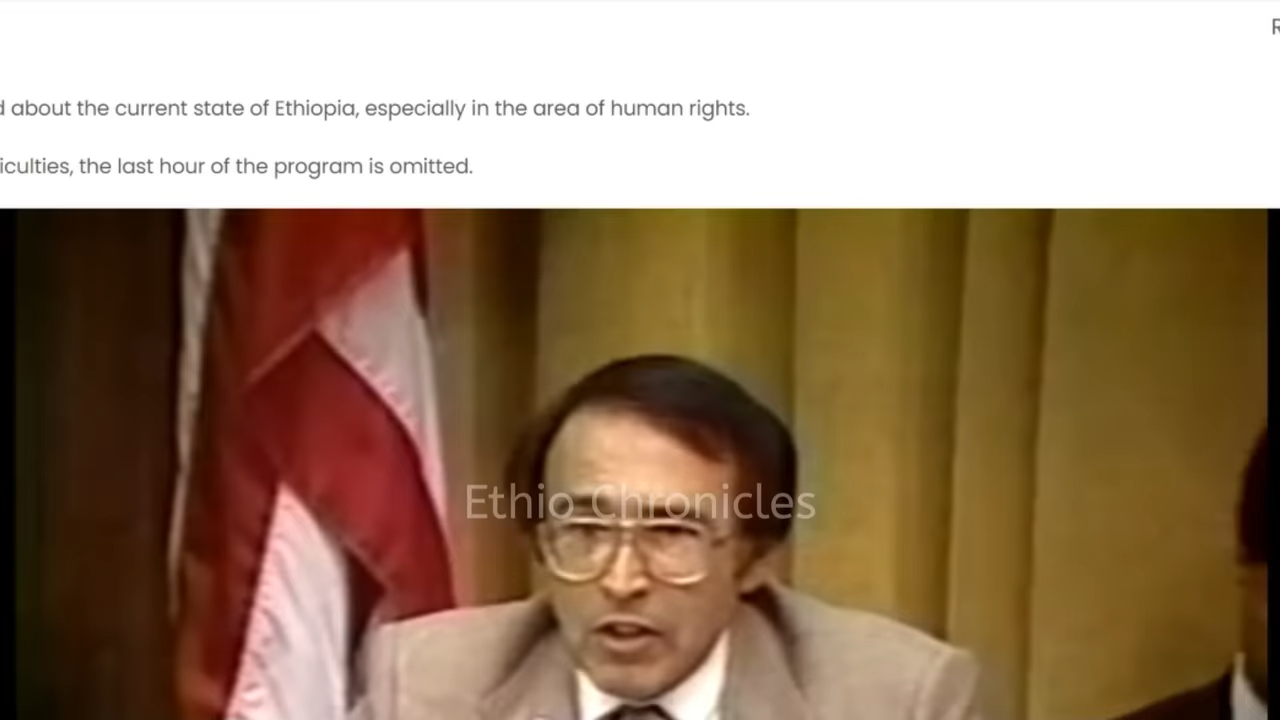 R
d about the current state of Ethiopia, especially in the area of human rights.
iculties, the last hour of the program is omitted.
Ethio Chronicles